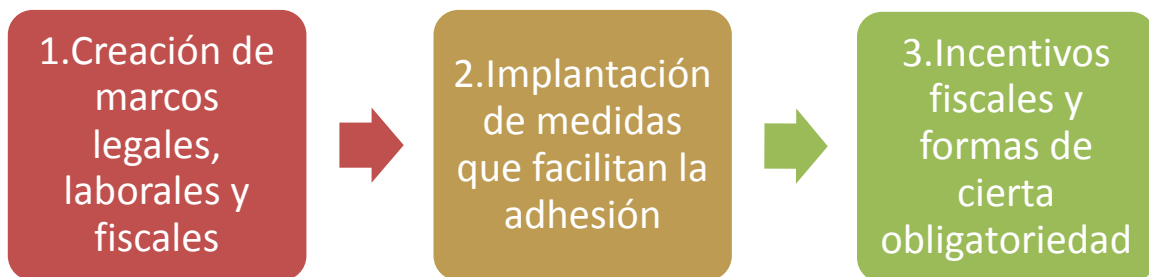 1.Creación de
marcos
legales,
laborales y
fiscales
2.Implantación
de medidas
que facilitan la
adhesión
3.Incentivos
fiscales y
formas de
cierta
obligatoriedad